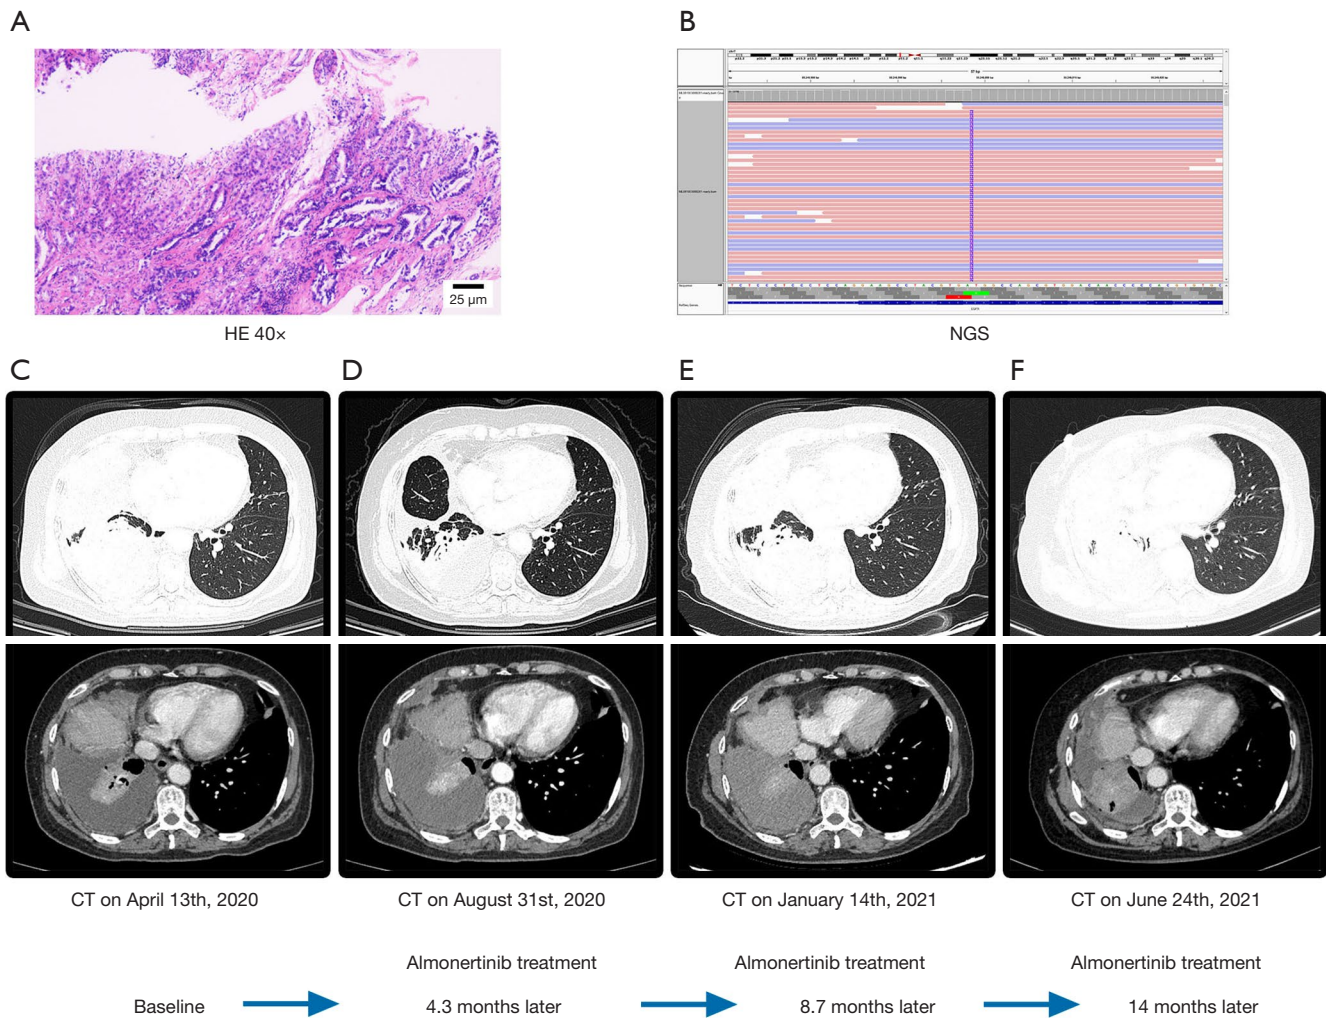 A
B
25 µm
HE 40×
NGS
C
D
E
F
CT on April 13th, 2020
CT on August 31st, 2020
CT on January 14th, 2021
CT on June 24th, 2021
Almonertinib treatment
Almonertinib treatment
Almonertinib treatment
Baseline
4.3 months later
8.7 months later
14 months later